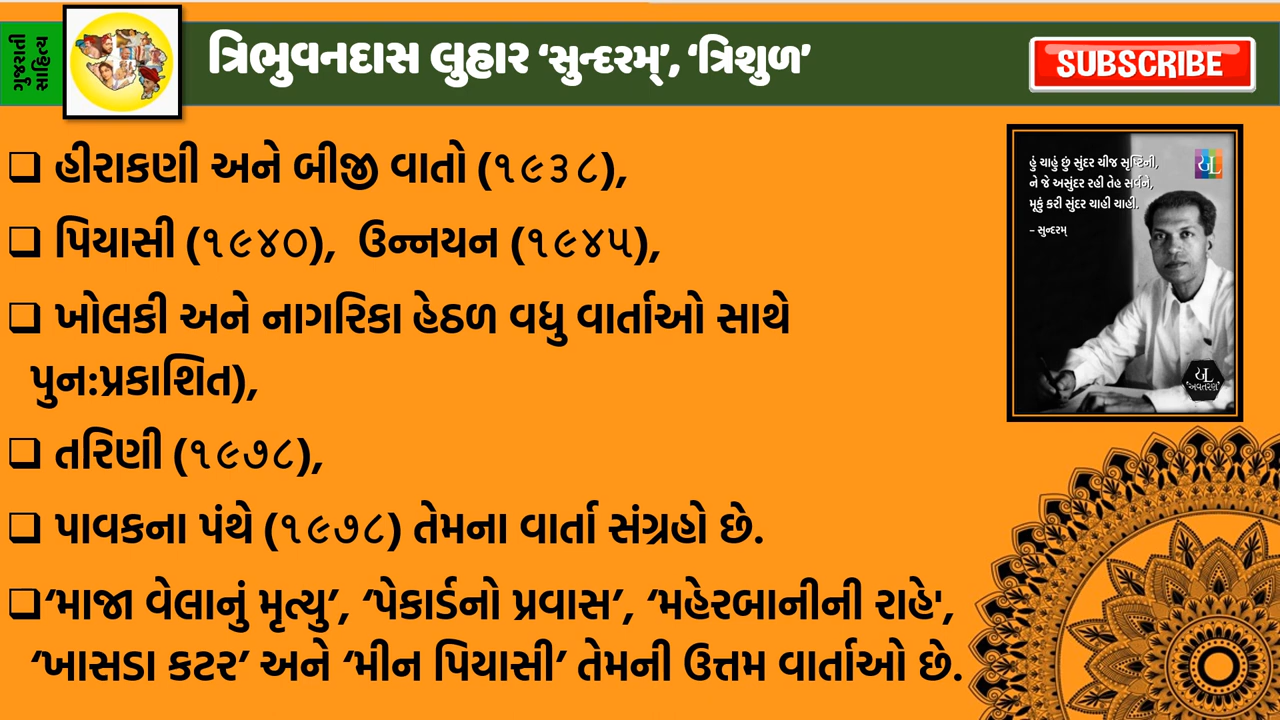 ગુજરાતી
સાહિત્ય
ત્રિભુવનદાસ લુહાર ‘સુન્દરમ્’, ‘ત્રિશુળ’
SUBSCRIBE
❑ હીરાકણી અને બીજી વાતો (૧૯૩૮),
❑ પિયાસી (૧૯૪૦), ઉન્નયન (૧૯૪૫),
❑ ખોલકી અને નાગરિકા હેઠળ વધુ વાર્તાઓ સાથે
પુન:પ્રકાશિત),
❑ તરિણી (૧૯૭૮),
❑ પાવકના પંથે (૧૯૭૮) તેમના વાર્તા સંગ્રહો છે.
❑‘માજા વેલાનું મૃત્યુ’, ‘પેકાર્ડનો પ્રવાસ’, ‘મહેરબાનીની રાહે',
‘ખાસડા કટર’ અને ‘મીન પિયાસી’ તેમની ઉત્તમ વાર્તાઓ છે.
હું ચાહું છું સુંદર ચીજ સૃષ્ટિની,
ને જે અસુંદર રહી તેહ સર્વને,
મૂકું કરી સુંદર ચાહી ચાહી.
– સુન્દરમ્
અવતરણ